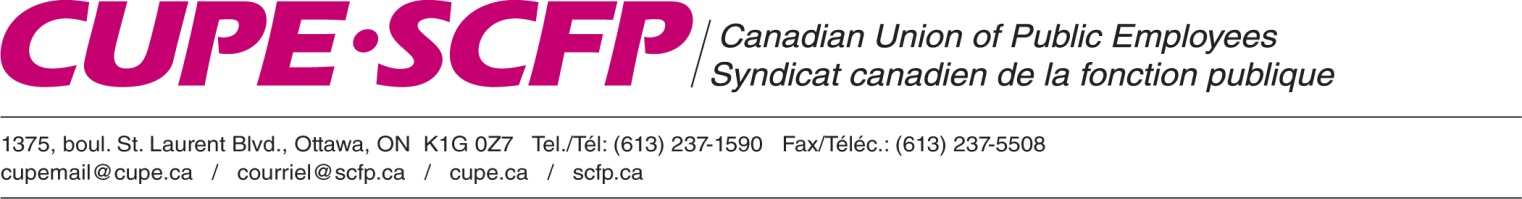 CUPE•SCFP / Canadian Union of Public Employees
Syndicat canadien de la fonction publique
1375, boul. St. Laurent Blvd., Ottawa, ON K1G 0Z7 Tel./Tél: (613) 237-1590 Fax/Téléc.: (613) 237-5508
cupemail@cupe.ca / courriel@scfp.ca / cupe.ca / scfp.ca